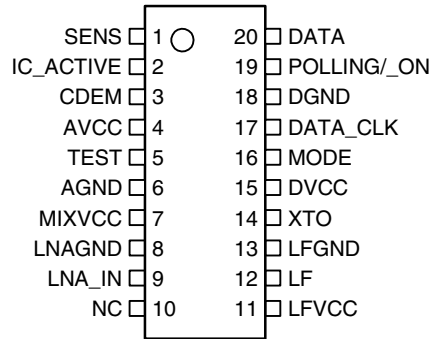 SENS 1 20 DATA
IC_ACTIVE 2 19 POLLING/_ON
CDEM 3 18 DGND
AVCC 4 17 DATA_CLK
TEST 5 16 MODE
AGND 6 15 DVCC
MIXVCC 7 14 XTO
LNAGND 8 13 LFGND
LNA_IN 9 12 LF
NC 10 11 LFVCC